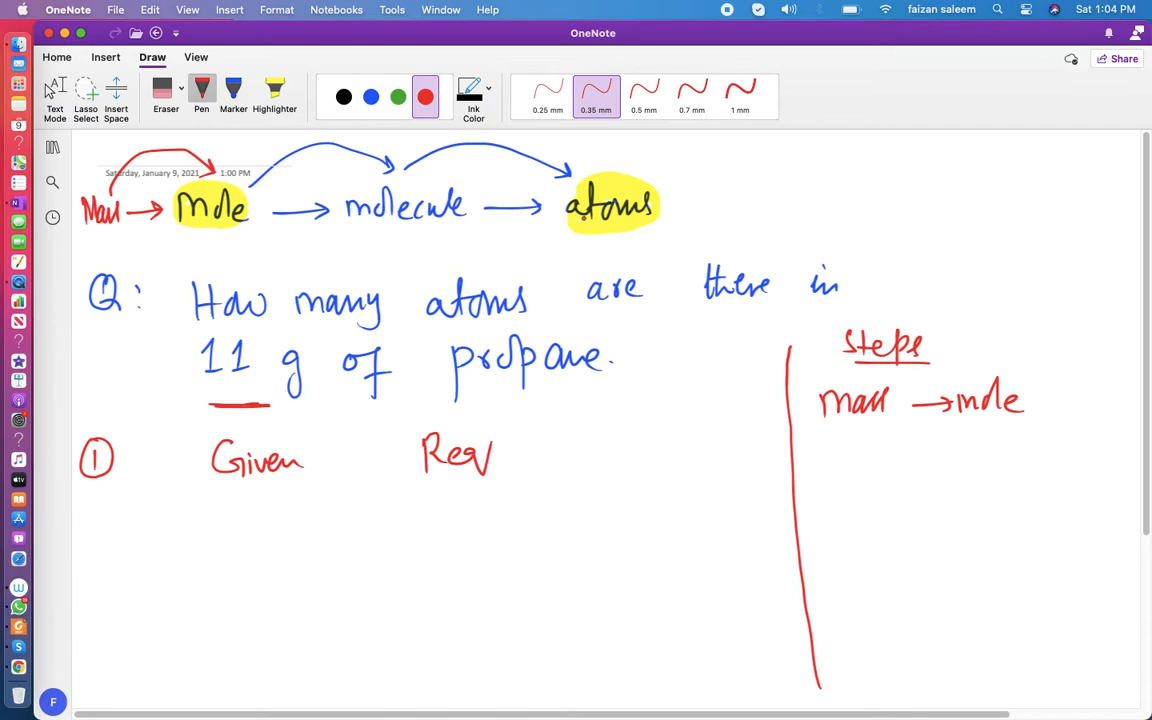 OneNote File Edit View Insert Format Notebooks Tools Window Help faizan saleem Sat 1:04 PM
OneNote
Home Insert Draw View Share
Text Mode Lasso Select Insert Space Eraser Pen Marker Highlighter Ink Color 0.25 mm 0.35 mm 0.5 mm 0.7 mm 1 mm
Saturday, January 9, 2021 1:00 PM
Mass → Mole → molecule → atoms
Q: How many atoms are there in
11 g of propane.
steps
mass → mole
① Given Req
F